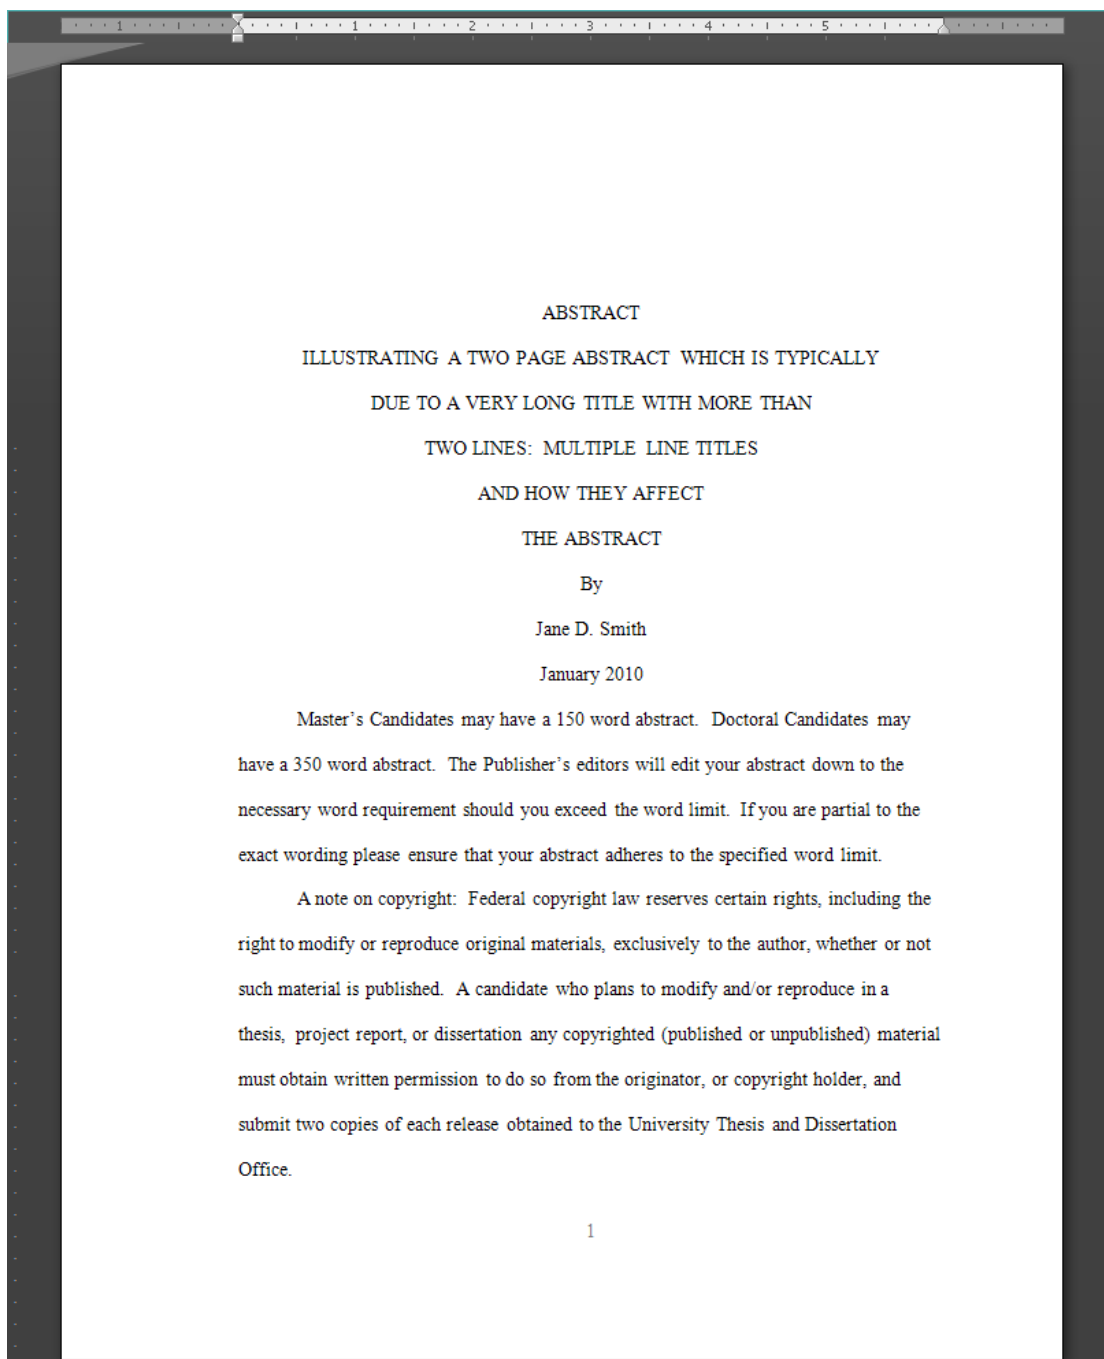 1 1 2 3 4 5
ABSTRACT
ILLUSTRATING A TWO PAGE ABSTRACT WHICH IS TYPICALLY
DUE TO A VERY LONG TITLE WITH MORE THAN
TWO LINES: MULTIPLE LINE TITLES
AND HOW THEY AFFECT
THE ABSTRACT
By
Jane D. Smith
January 2010
Master’s Candidates may have a 150 word abstract. Doctoral Candidates may
have a 350 word abstract. The Publisher’s editors will edit your abstract down to the
necessary word requirement should you exceed the word limit. If you are partial to the
exact wording please ensure that your abstract adheres to the specified word limit.
A note on copyright: Federal copyright law reserves certain rights, including the
right to modify or reproduce original materials, exclusively to the author, whether or not
such material is published. A candidate who plans to modify and/or reproduce in a
thesis, project report, or dissertation any copyrighted (published or unpublished) material
must obtain written permission to do so from the originator, or copyright holder, and
submit two copies of each release obtained to the University Thesis and Dissertation
Office.
1